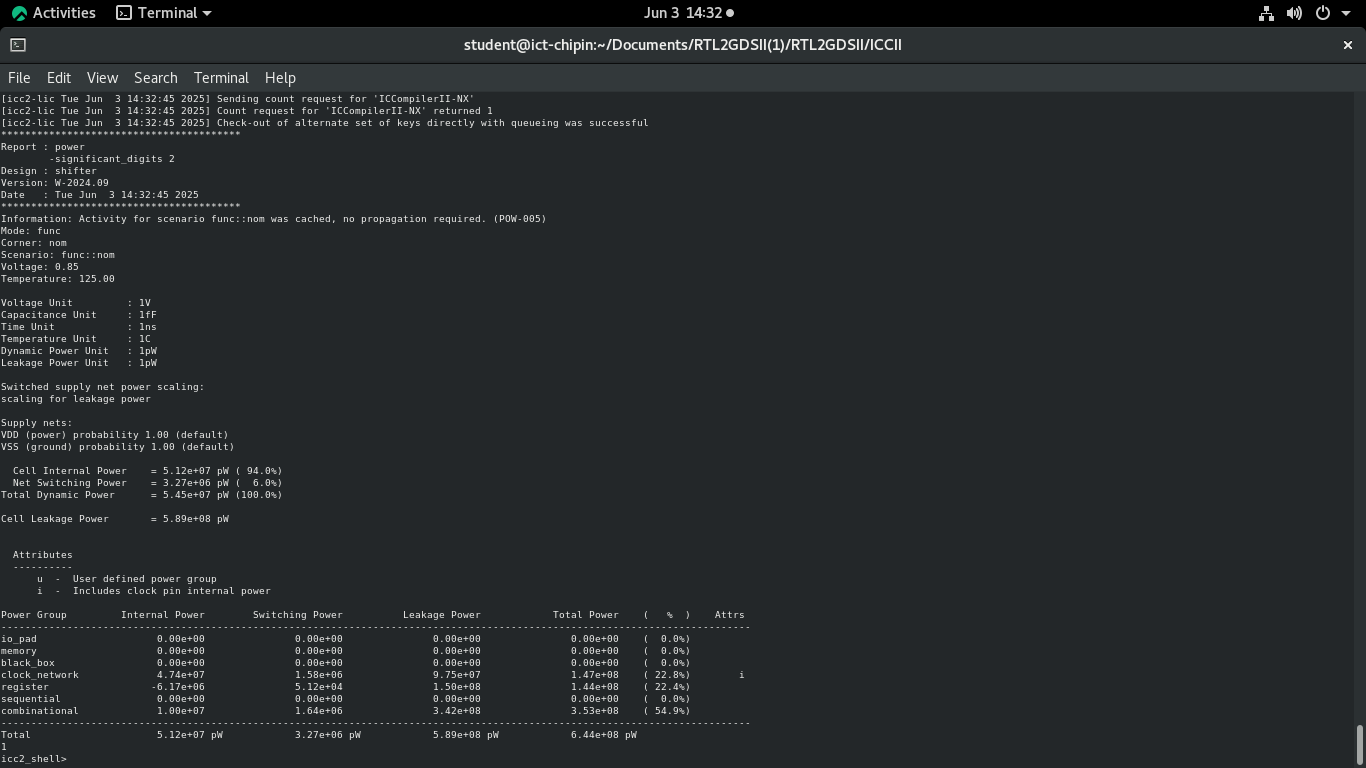 Activities
Terminal
Jun 3 14:32
student@ict-chipin:~/Documents/RTL2GDSII(1)/RTL2GDSII/ICCII
File Edit View Search Terminal Help
[icc2-lic Tue Jun  3 14:32:45 2025] Sending count request for 'ICCompilerII-NX'
[icc2-lic Tue Jun  3 14:32:45 2025] Count request for 'ICCompilerII-NX' returned 1
[icc2-lic Tue Jun  3 14:32:45 2025] Check-out of alternate set of keys directly with queueing was successful
****************************************
Report : power
        -significant_digits 2
Design : shifter
Version: W-2024.09
Date   : Tue Jun  3 14:32:45 2025
****************************************
Information: Activity for scenario func::nom was cached, no propagation required. (POW-005)
Mode: func
Corner: nom
Scenario: func::nom
Voltage: 0.85
Temperature: 125.00
Voltage Unit         : 1V
Capacitance Unit     : 1fF
Time Unit            : 1ns
Temperature Unit     : 1C
Dynamic Power Unit   : 1pW
Leakage Power Unit   : 1pW
Switched supply net power scaling:
scaling for leakage power
Supply nets:
VDD (power) probability 1.00 (default)
VSS (ground) probability 1.00 (default)
  Cell Internal Power    = 5.12e+07 pW ( 94.0%)
  Net Switching Power    = 3.27e+06 pW (  6.0%)
Total Dynamic Power      = 5.45e+07 pW (100.0%)
Cell Leakage Power       = 5.89e+08 pW
  Attributes
  ----------
      u  -  User defined power group
      i  -  Includes clock pin internal power
Power Group         Internal Power        Switching Power          Leakage Power            Total Power    (   %  )    Attrs
-----------------------------------------------------------------------------------------------------------------------------
io_pad                    0.00e+00               0.00e+00               0.00e+00               0.00e+00    (  0.0%)
memory                    0.00e+00               0.00e+00               0.00e+00               0.00e+00    (  0.0%)
black_box                 0.00e+00               0.00e+00               0.00e+00               0.00e+00    (  0.0%)
clock_network             4.74e+07               1.58e+06               9.75e+07               1.47e+08    ( 22.8%)        i
register                 -6.17e+06               5.12e+04               1.50e+08               1.44e+08    ( 22.4%)
sequential                0.00e+00               0.00e+00               0.00e+00               0.00e+00    (  0.0%)
combinational             1.00e+07               1.64e+06               3.42e+08               3.53e+08    ( 54.9%)
-----------------------------------------------------------------------------------------------------------------------------
Total                     5.12e+07 pW            3.27e+06 pW            5.89e+08 pW            6.44e+08 pW
1
icc2_shell>